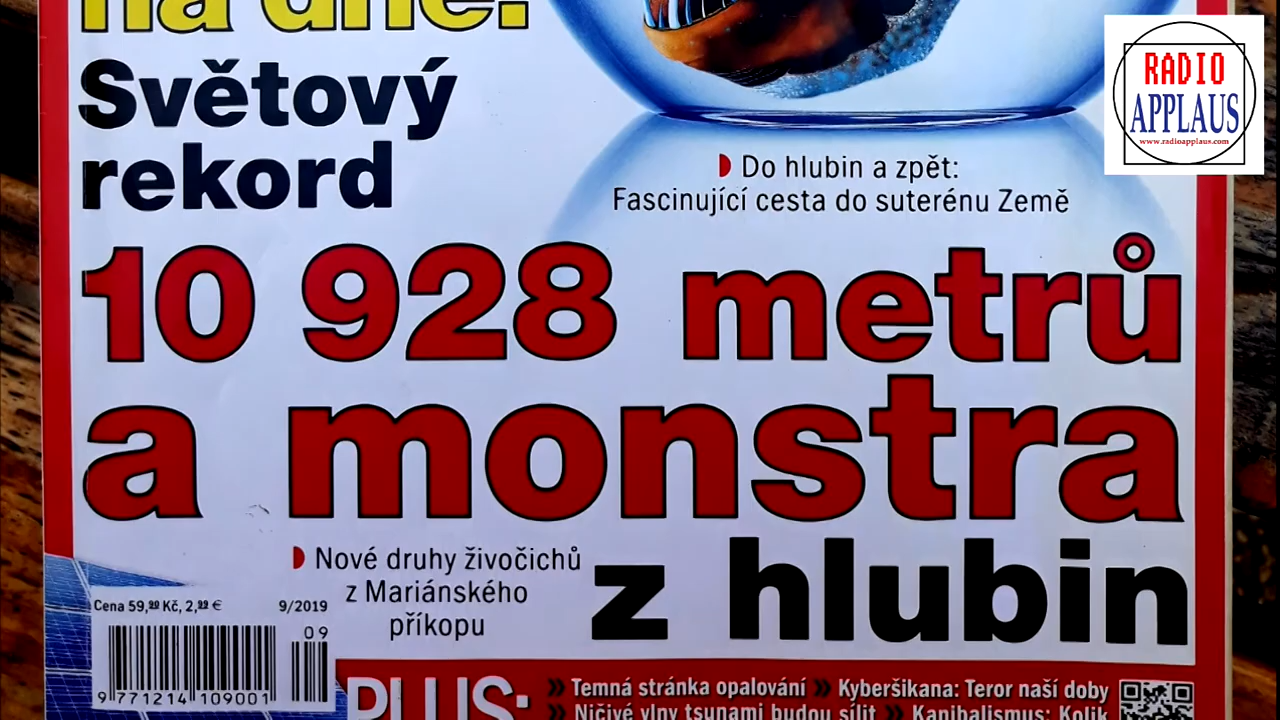 na dně!
Světový
rekord
RADIO
APPLAUS
www.radioapplaus.com
Do hlubin a zpět:
Fascinující cesta do suterénu Země
10 928 metrů
a monstra
z hlubin
Nové druhy živočichů
z Mariánského
příkopu
Cena 59,90 Kč, 2,99 € 9/2019
09
9 771214 109001
PLUS:
Temná stránka opalování Kyberšikana: Teror naší doby
Ničivé vlny tsunami budou sílit Kanibalismus: Kolik